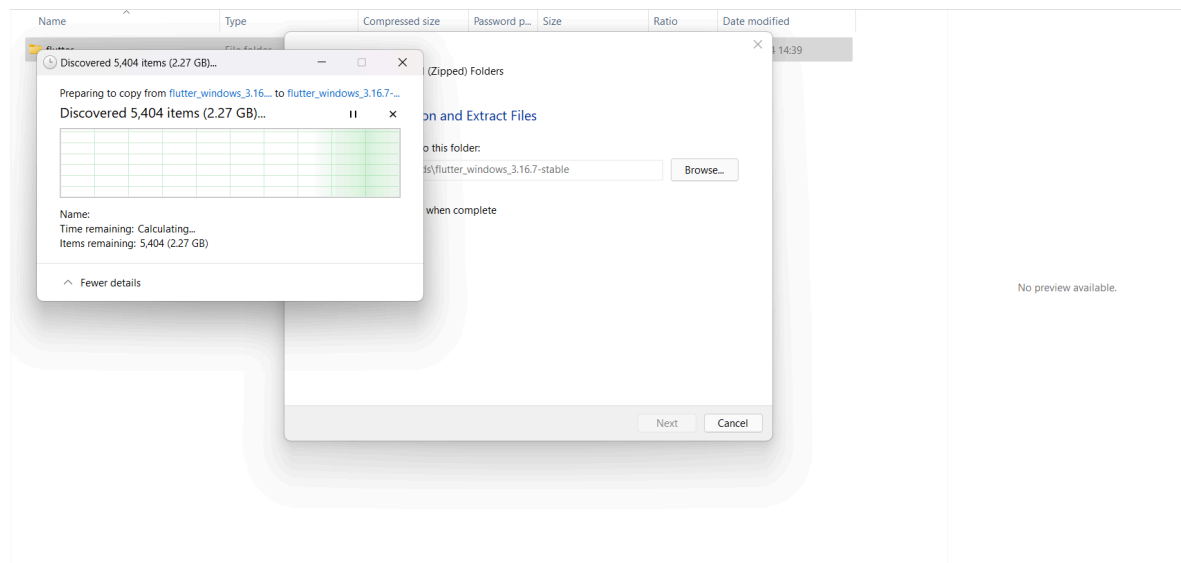 Name Type Compressed size Password p... Size Ratio Date modified
flutter File folder 14:39
Discovered 5,404 items (2.27 GB)...
Preparing to copy from flutter_windows_3.16.... to flutter_windows_3.16.7-...
Discovered 5,404 items (2.27 GB)...
Name:
Time remaining: Calculating...
Items remaining: 5,404 (2.27 GB)
Fewer details
(Zipped) Folders
on and Extract Files
o this folder:
ds\flutter_windows_3.16.7-stable
Browse...
when complete
Next Cancel
No preview available.